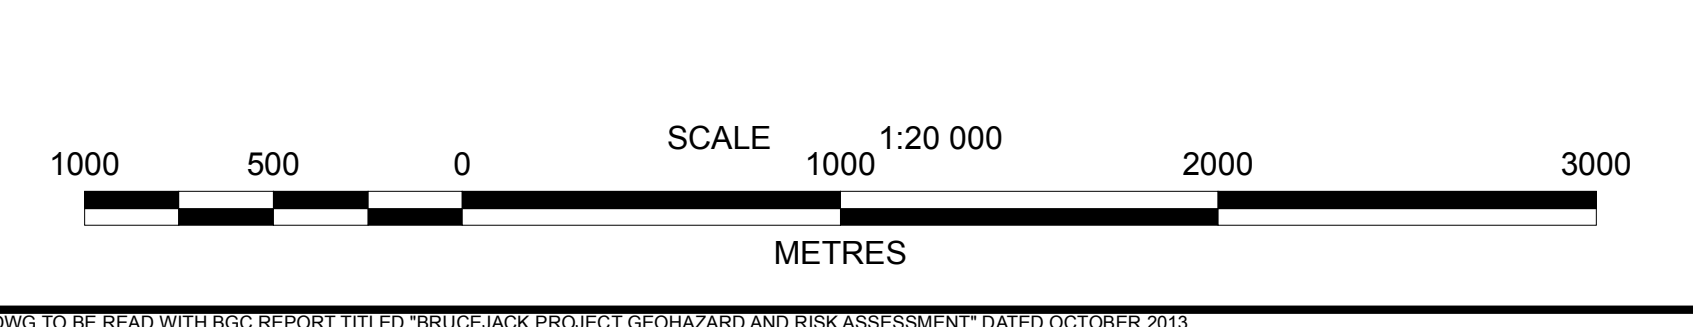 SCALE 1:20 000
1000 500 0 1000 2000 3000
METRES
DWG TO BE READ WITH BGC REPORT TITLED "BRUCEJACK PROJECT GEOHAZARD AND RISK ASSESSMENT" DATED OCTOBER 2013